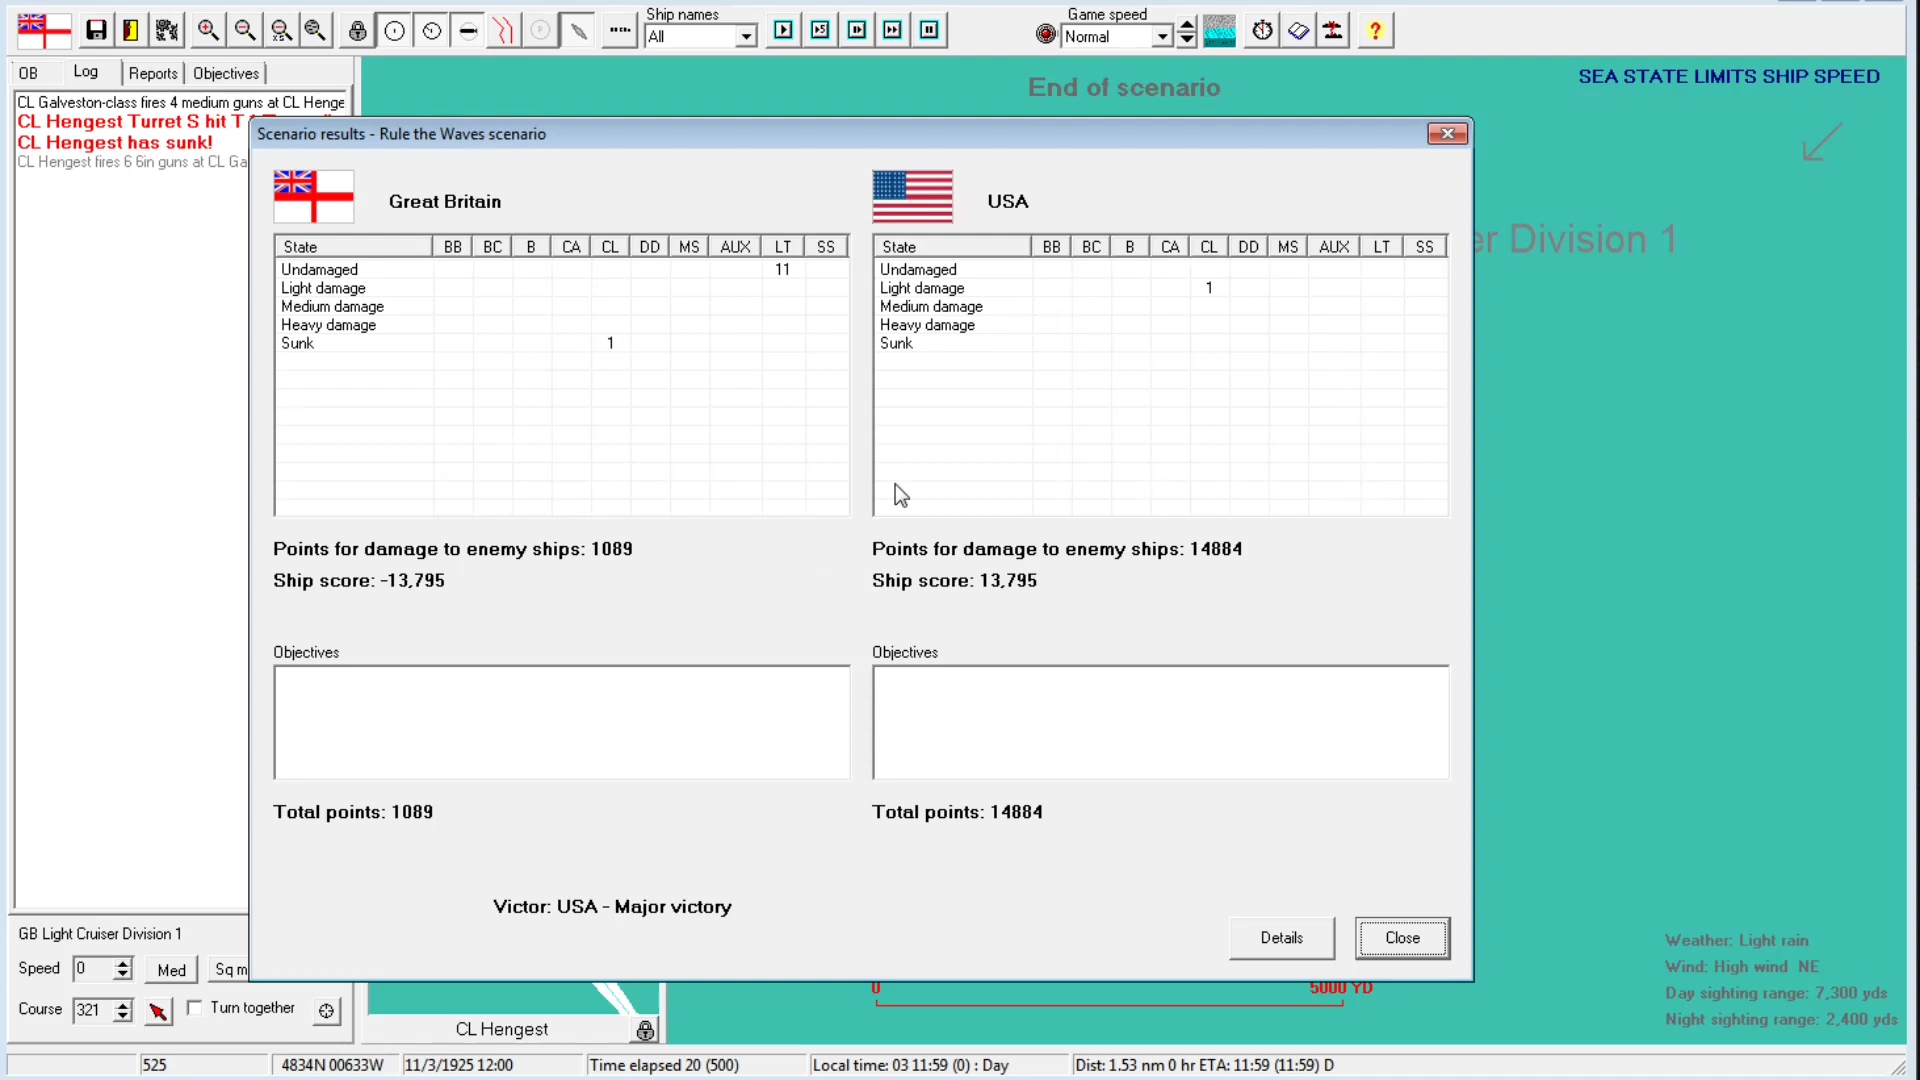 Ship names
Game speed
All
Normal
OB
Log
Reports
Objectives
End of scenario
SEA STATE LIMITS SHIP SPEED
CL Galveston-class fires 4 medium guns at CL Henge
CL Hengest Turret S hit
CL Hengest has sunk!
CL Hengest fires 6 6in guns at CL Ga
Scenario results - Rule the Waves scenario
Great Britain
USA
er Division 1
State BB BC B CA CL DD MS AUX LT SS
State BB BC B CA CL DD MS AUX LT SS
Undamaged 11
Undamaged
Light damage
Light damage 1
Medium damage
Medium damage
Heavy damage
Heavy damage
Sunk 1
Sunk
Points for damage to enemy ships: 1089
Points for damage to enemy ships: 14884
Ship score: -13,795
Ship score: 13,795
Objectives
Objectives
Total points: 1089
Total points: 14884
Victor: USA - Major victory
Details
Close
GB Light Cruiser Division 1
Speed 0 Med Sq m
Course 321 Turn together
CL Hengest
0 5000 YD
Weather: Light rain
Wind: High wind NE
Day sighting range: 7,300 yds
Night sighting range: 2,400 yds
525
4834N 00633W
11/3/1925 12:00
Time elapsed 20 (500)
Local time: 03 11:59 (0) : Day
Dist: 1.53 nm 0 hr ETA: 11:59 (11:59) D